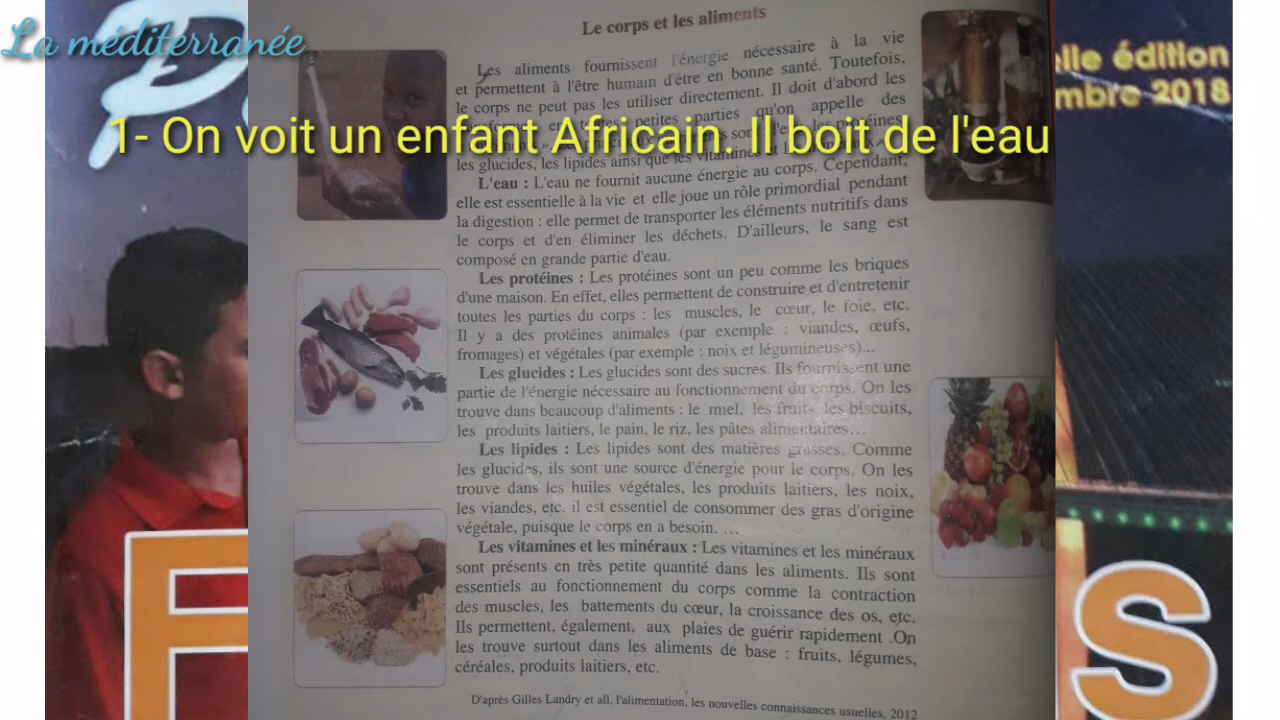 La méditerranée
elle édition
mbre 2018
Le corps et les aliments
Les aliments fournissent l'énergie nécessaire à la vie
et permettent à l'être humain d'être en bonne santé. Toutefois,
le corps ne peut pas les utiliser directement. Il doit d'abord les
petites parties qu'on appelle des
1- On voit un enfant Africain. Il boit de l'eau
les glucides, les lipides ainsi que les vitamines et
L'eau : L'eau ne fournit aucune énergie au corps. Cependant,
elle est essentielle à la vie et elle joue un rôle primordial pendant
la digestion : elle permet de transporter les éléments nutritifs dans
le corps et d'en éliminer les déchets. D'ailleurs, le sang est
composé en grande partie d'eau.
Les protéines : Les protéines sont un peu comme les briques
d'une maison. En effet, elles permettent de construire et d'entretenir
toutes les parties du corps : les muscles, le cœur, le foie, etc.
Il y a des protéines animales (par exemple : viandes, œufs,
fromages) et végétales (par exemple : noix et légumineuses)...
Les glucides : Les glucides sont des sucres. Ils fournissent une
partie de l'énergie nécessaire au fonctionnement du corps. On les
trouve dans beaucoup d'aliments : le miel, les fruits, les biscuits,
les produits laitiers, le pain, le riz, les pâtes alimentaires…
Les lipides : Les lipides sont des matières grasses. Comme
les glucides, ils sont une source d'énergie pour le corps. On les
trouve dans les huiles végétales, les produits laitiers, les noix,
les viandes, etc. il est essentiel de consommer des gras d'origine
végétale, puisque le corps en a besoin. …
Les vitamines et les minéraux : Les vitamines et les minéraux
sont présents en très petite quantité dans les aliments. Ils sont
essentiels au fonctionnement du corps comme la contraction
des muscles, les battements du cœur, la croissance des os, etc.
Ils permettent, également, aux plaies de guérir rapidement .On
les trouve surtout dans les aliments de base : fruits, légumes,
céréales, produits laitiers, etc.
D'après Gilles Landry et all, l'alimentation, les nouvelles connaissances usuelles, 2012
F
s